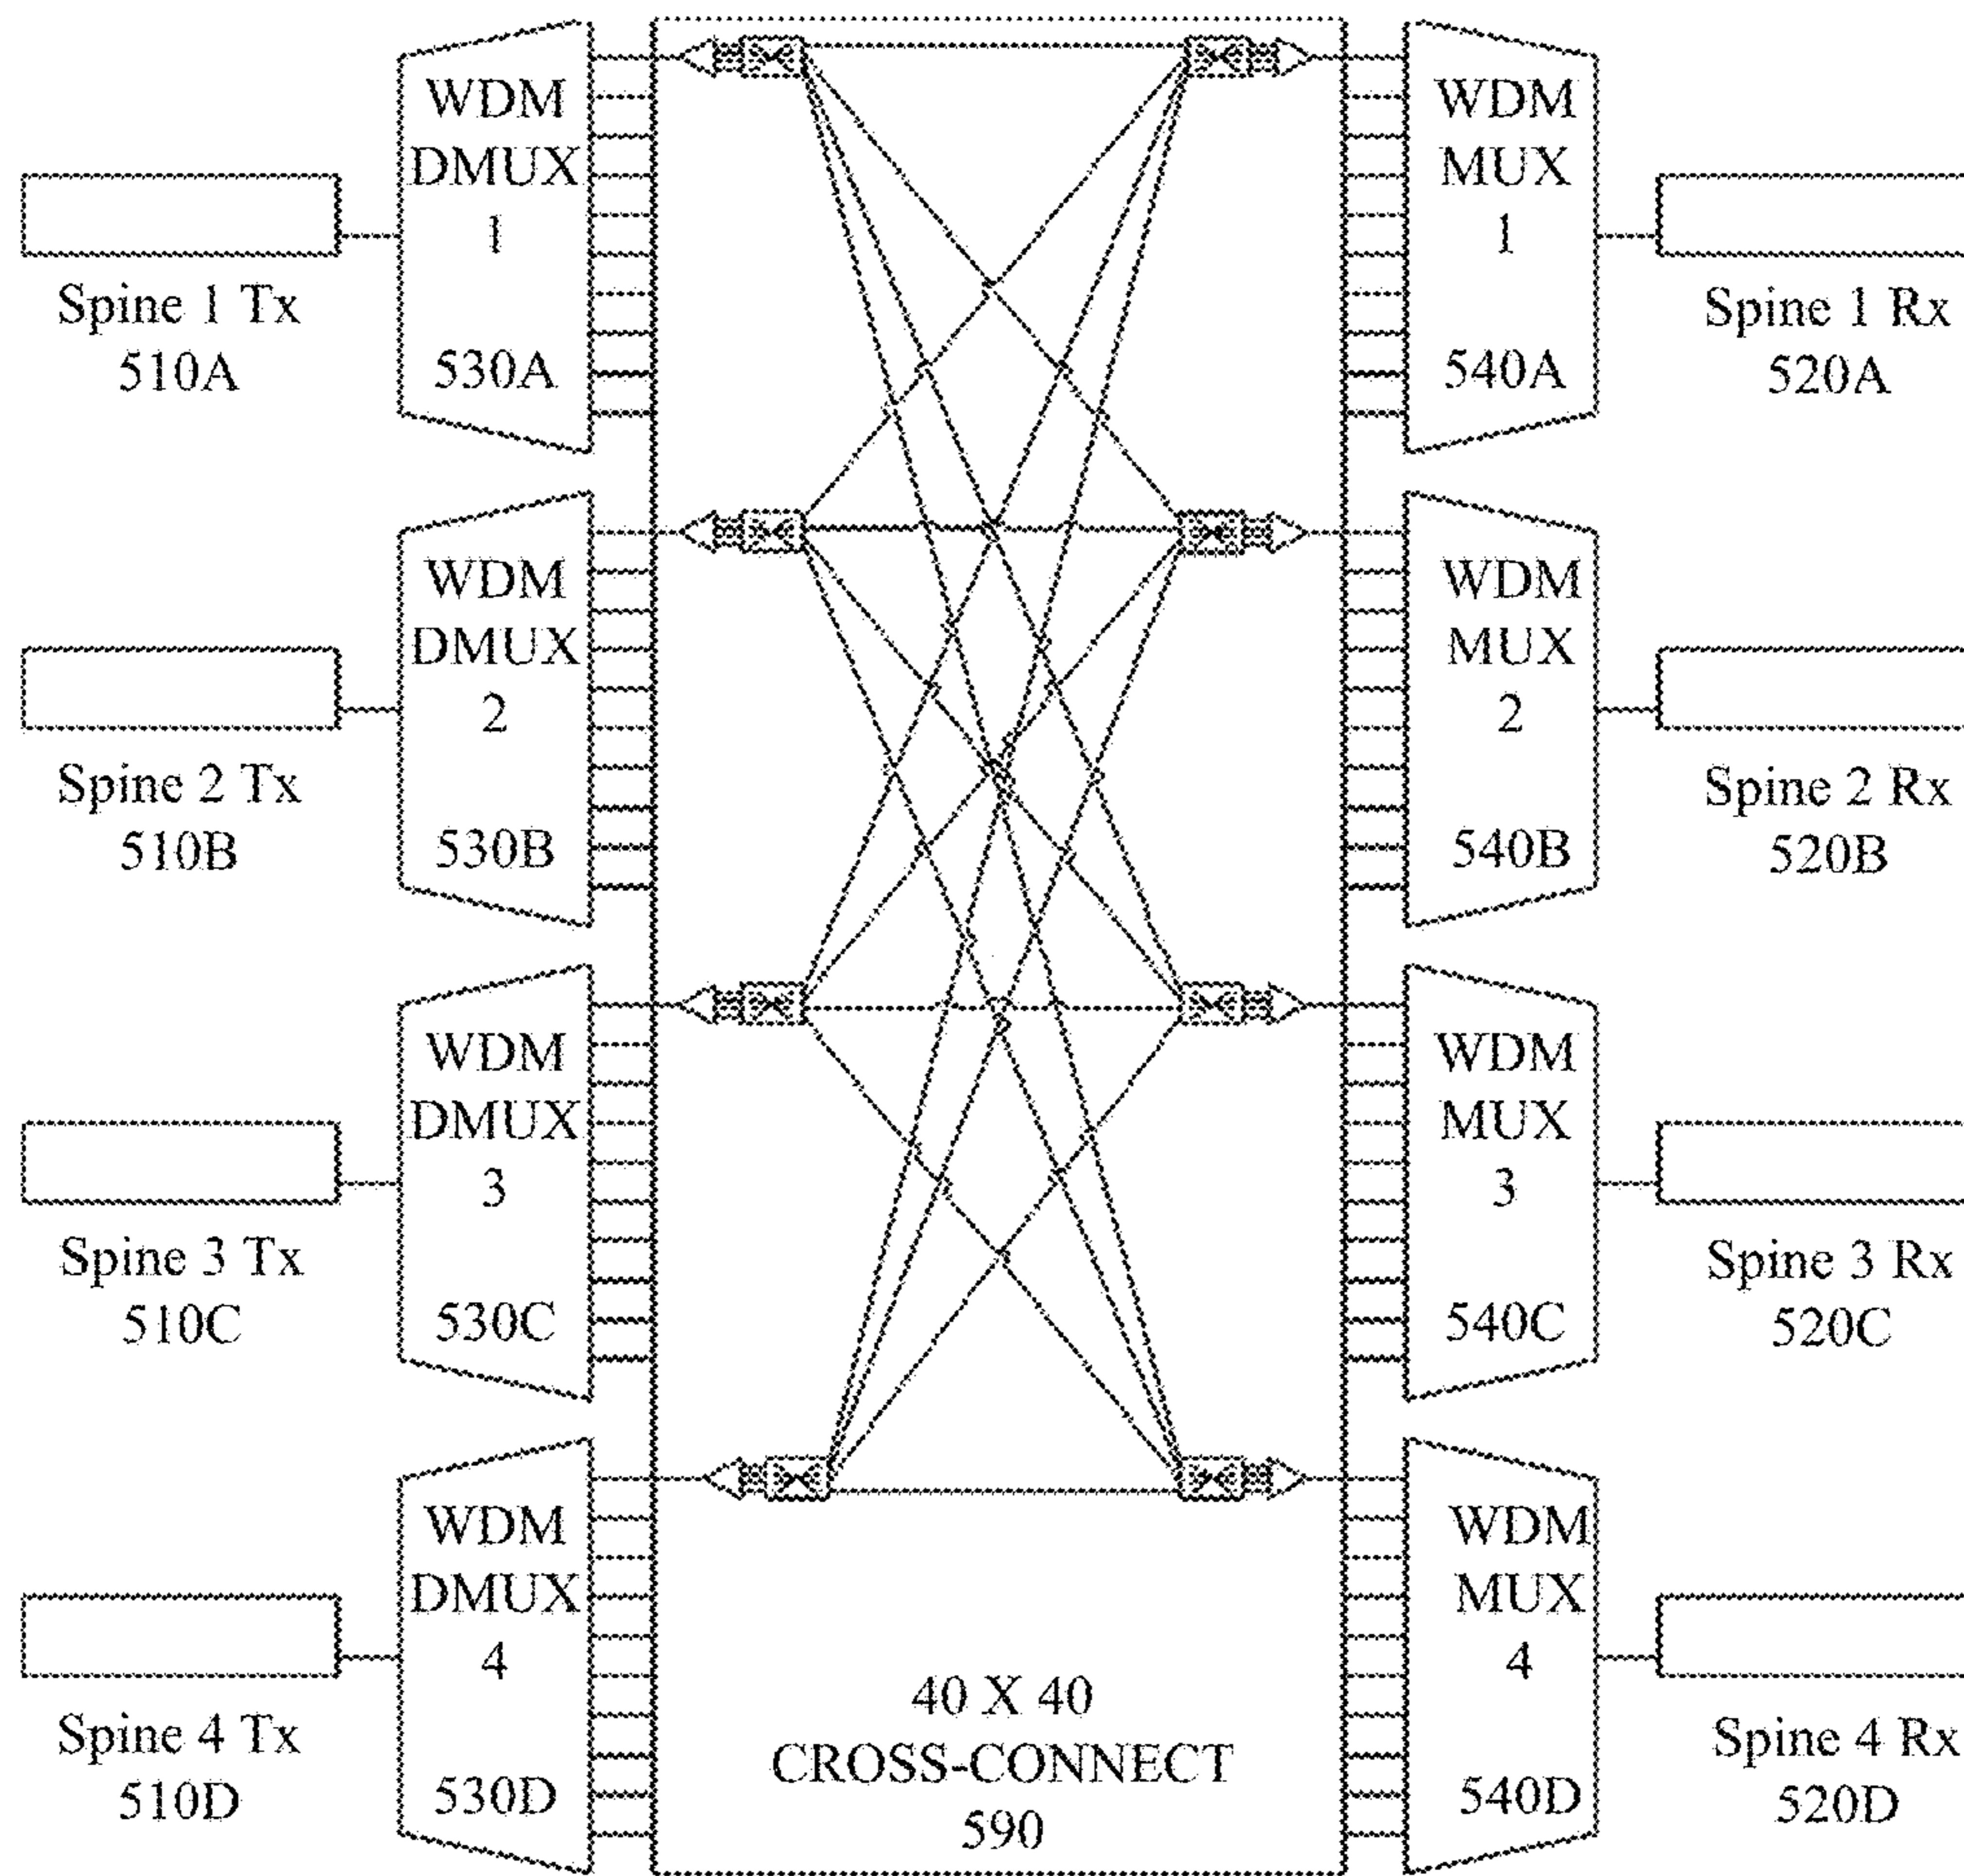 WDM
DMUX
1
530A
Spine 1 Tx
510A
WDM
MUX
1
540A
Spine 1 Rx
520A
WDM
DMUX
2
530B
Spine 2 Tx
510B
WDM
MUX
2
540B
Spine 2 Rx
520B
WDM
DMUX
3
530C
Spine 3 Tx
510C
WDM
MUX
3
540C
Spine 3 Rx
520C
WDM
DMUX
4
530D
Spine 4 Tx
510D
40 X 40
CROSS-CONNECT
590
WDM
MUX
4
540D
Spine 4 Rx
520D